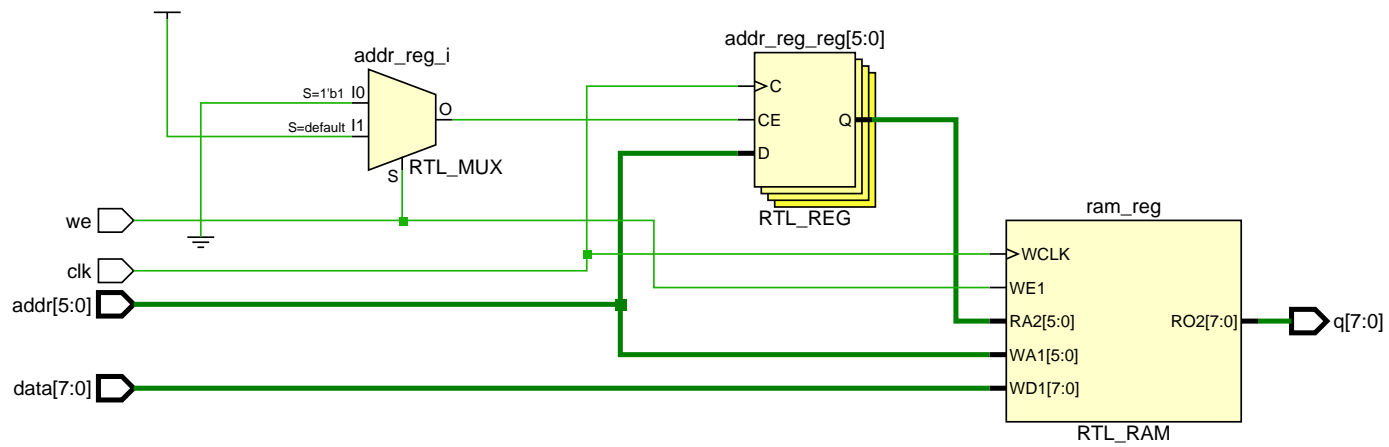 addr_reg_reg[5:0]
addr_reg_i
S=1'b1 I0
S=default I1
O
S
RTL_MUX
C
CE
D
Q
RTL_REG
we
clk
addr[5:0]
data[7:0]
ram_reg
WCLK
WE1
RA2[5:0]
WA1[5:0]
WD1[7:0]
RO2[7:0]
q[7:0]
RTL_RAM